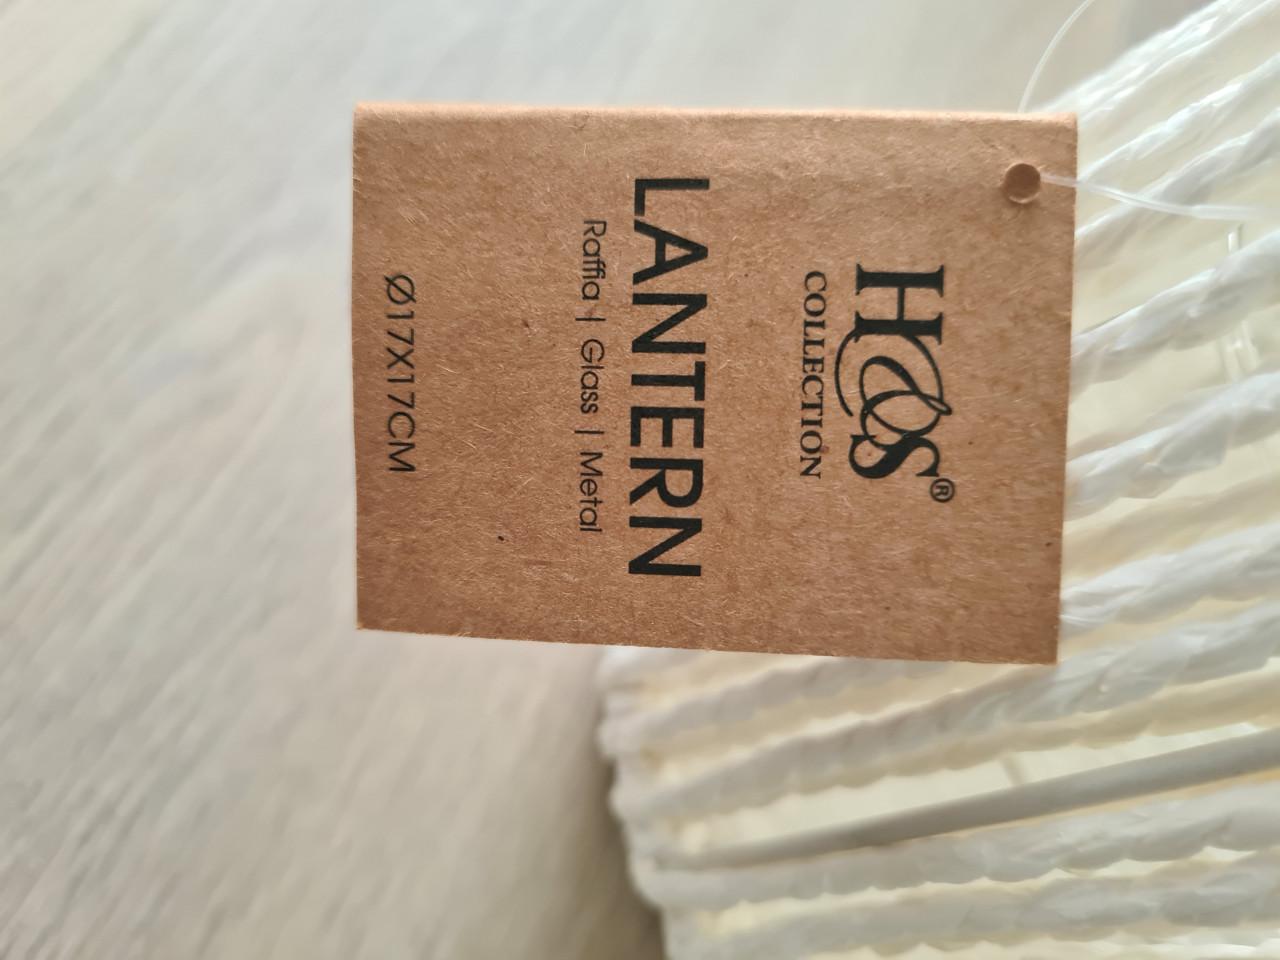 H&S®
COLLECTION
LANTERN
Raffia | Glass | Metal
Ø17X17CM